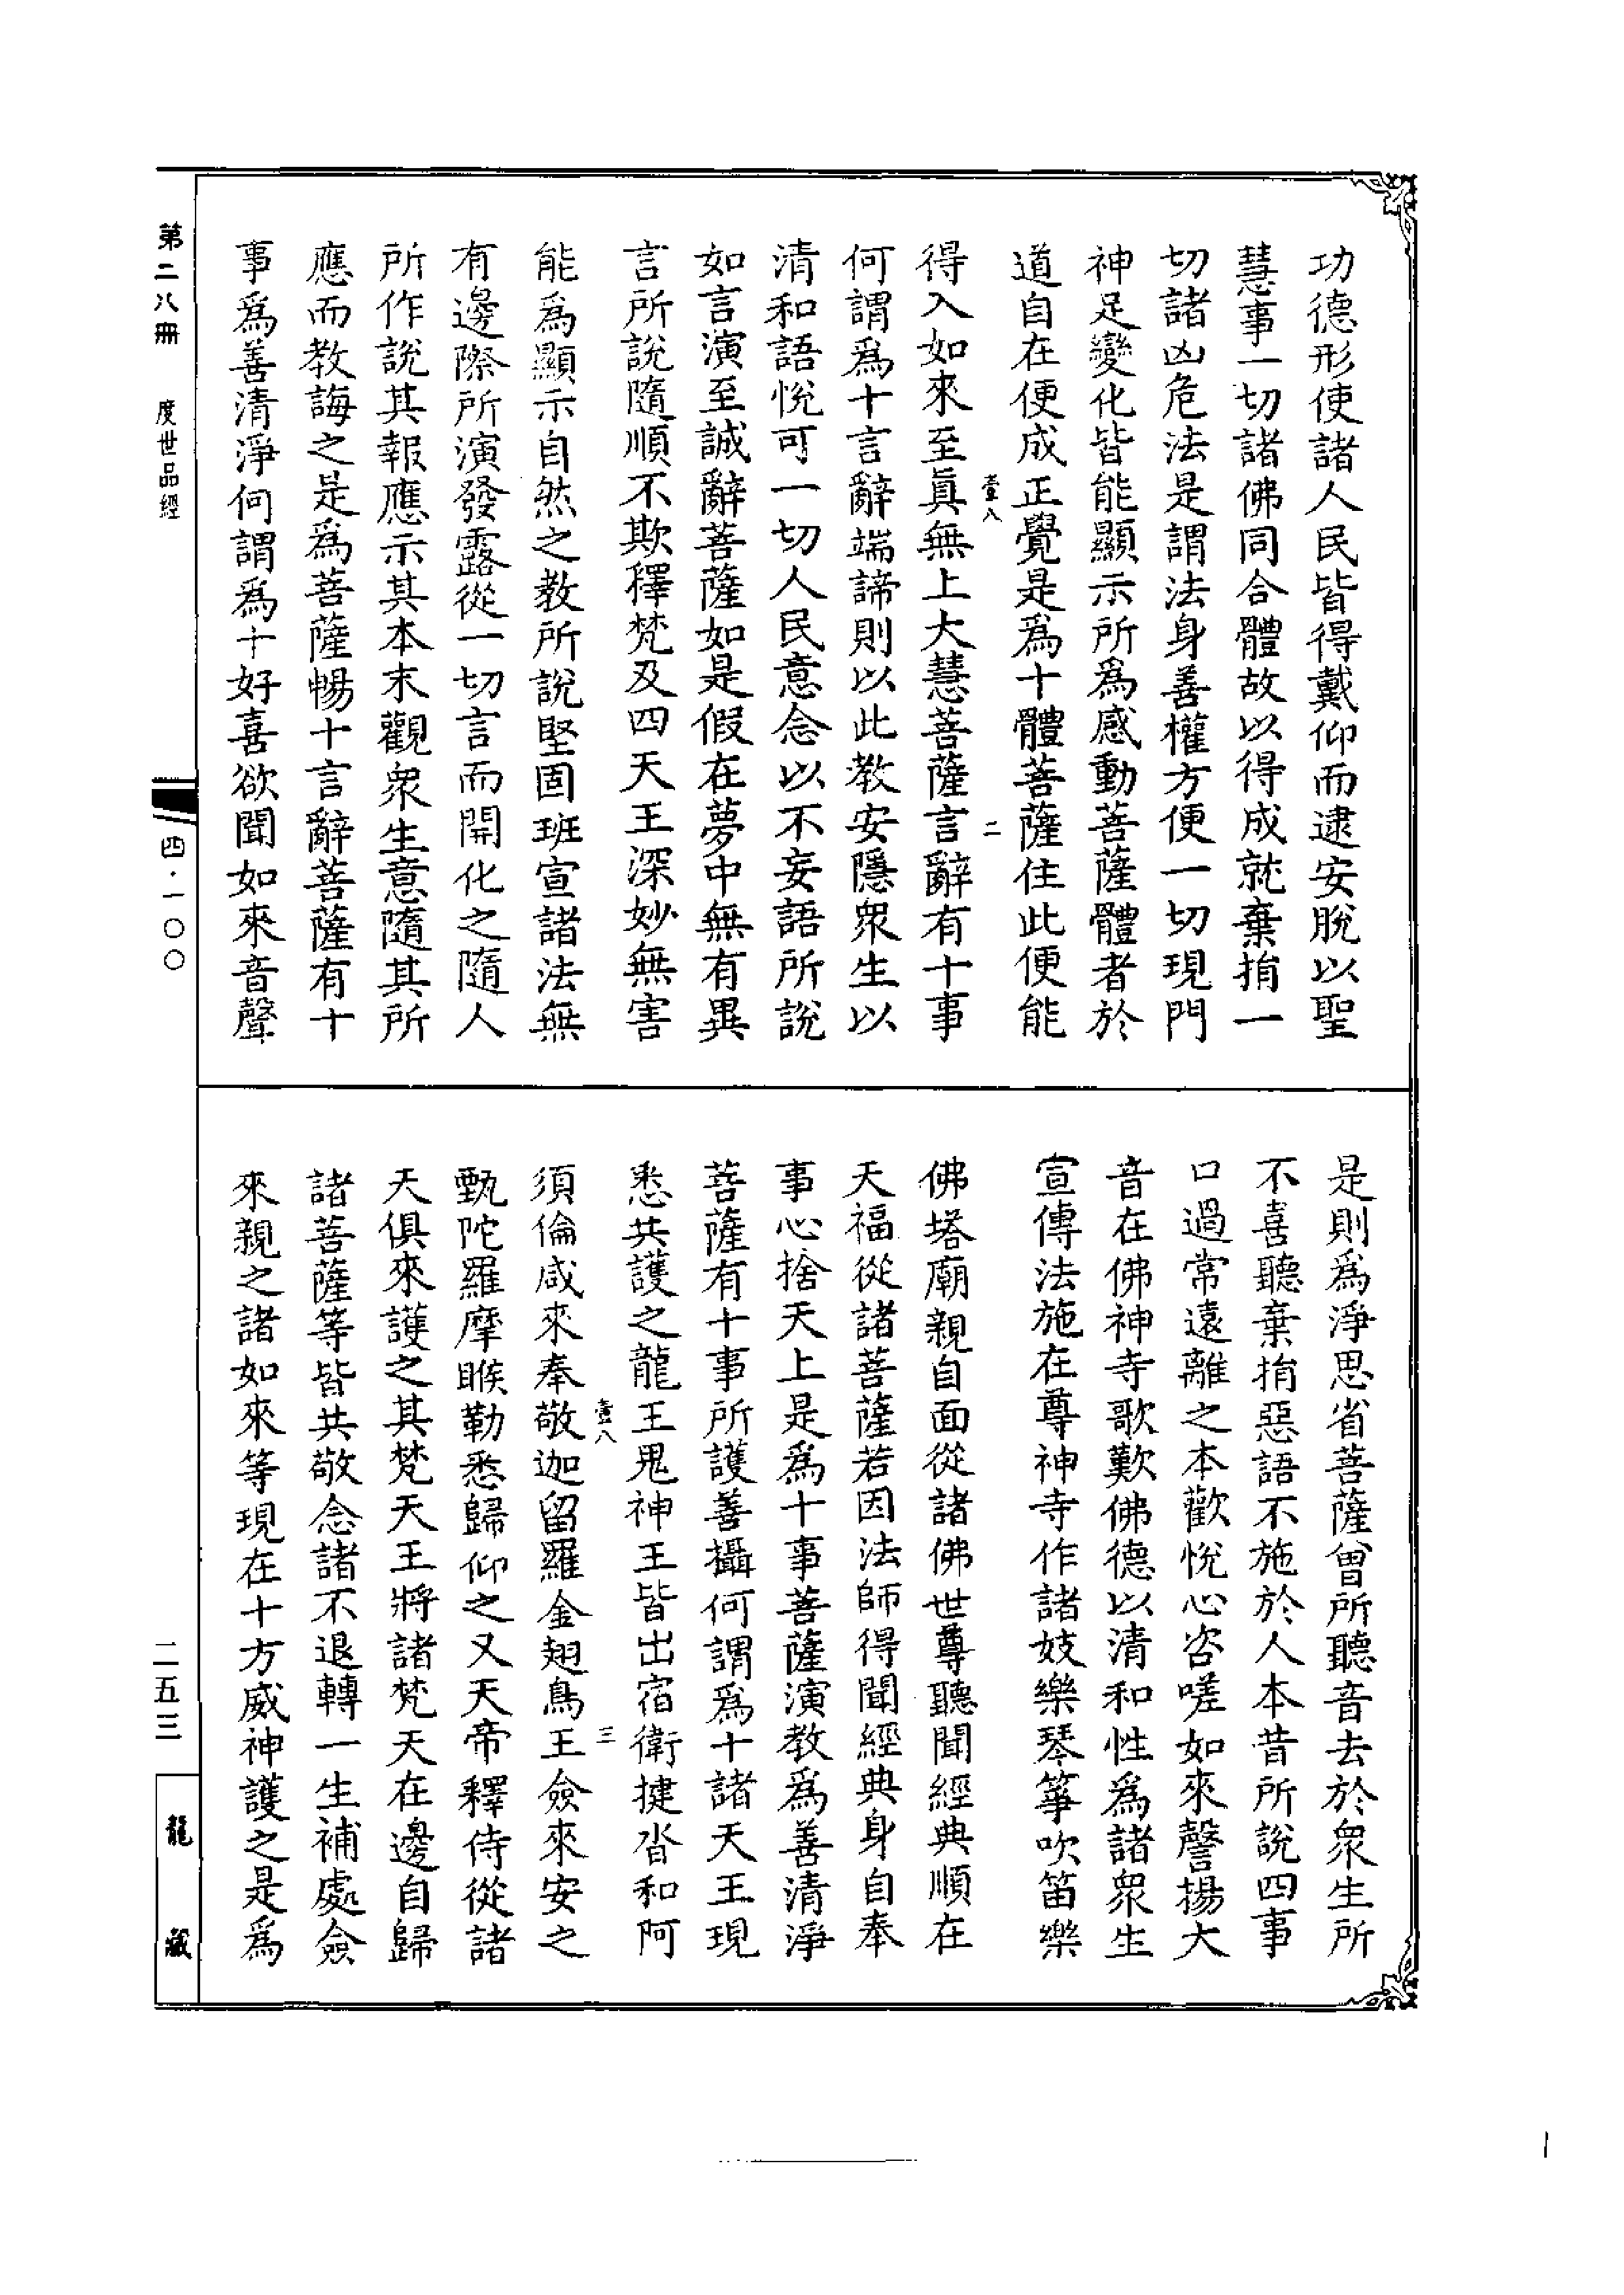 功德形使諸人民皆得戴仰而逮安脫以聖
慧事一切諸佛同合體故以得成就棄捐一
切諸凶危法是謂法身善權方便一切現門
神足變化皆能顯示所爲感動菩薩體者於
道自在便成正覺是爲十體菩薩住此便能
壹八
二
得入如來至眞無上大慧菩薩言辭有十事
何謂爲十言辭端諦則以此教安隱衆生以
清和語悅可一切人民意念以不妄語所說
如言演至誠辭菩薩如是假在夢中無有異
言所說隨順不欺釋梵及四天王深妙無害
能爲顯示自然之教所說堅固班宣諸法無
有邊際所演發露從一切言而開化之隨人
所作說其報應示其本末觀衆生意隨其所
應而教誨之是爲菩薩暢十言辭菩薩有十
事爲善清淨何謂爲十好喜欲聞如來音聲
是則爲淨思省菩薩曾所聽音去於衆生所
不喜聽棄捐惡語不施於人本昔所說四事
口過常遠離之本歡悅心咨嗟如來謦揚大
音在佛神寺歌歎佛德以清和性爲諸衆生
宣傳法施在尊神寺作諸妓樂琴箏吹笛樂
佛塔廟親自面從諸佛世尊聽聞經典順在
天福從諸菩薩若因法師得聞經典身自奉
事心捨天上是爲十事菩薩演教爲善清淨
菩薩有十事所護善攝何謂爲十諸天王現
悉共護之龍王鬼神王皆出宿衛揵沓和阿
壹八
三
須倫咸來奉敬迦留羅金翅鳥王僉來安之
甄陀羅摩睺勒悉歸仰之又天帝釋侍從諸
天俱來護之其梵天王將諸梵天在邊自歸
諸菩薩等皆共敬念諸不退轉一生補處僉
來親之諸如來等現在十方威神護之是爲
第二八冊 度世品經
四·一〇〇
二五三
龍藏